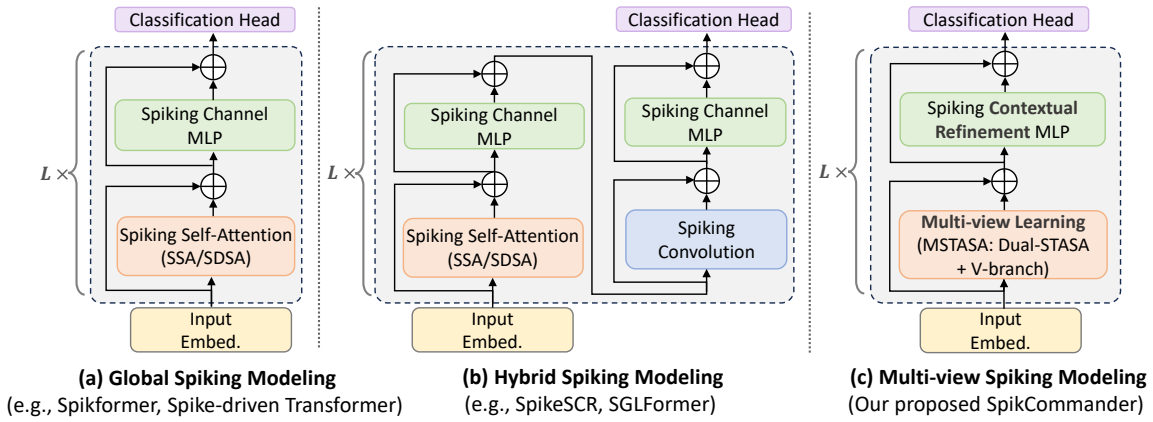 Classification Head
Spiking Channel
MLP
L ×
Spiking Self-Attention
(SSA/SDSA)
Input
Embed.
(a) Global Spiking Modeling
(e.g., Spikformer, Spike-driven Transformer)
Classification Head
Spiking Channel
MLP
Spiking Channel
MLP
L ×
Spiking Self-Attention
(SSA/SDSA)
Spiking
Convolution
Input
Embed.
(b) Hybrid Spiking Modeling
(e.g., SpikeSCR, SGLFormer)
Classification Head
Spiking Contextual
Refinement MLP
L ×
Multi-view Learning
(MSTASA: Dual-STASA
+ V-branch)
Input
Embed.
(c) Multi-view Spiking Modeling
(Our proposed SpikCommander)